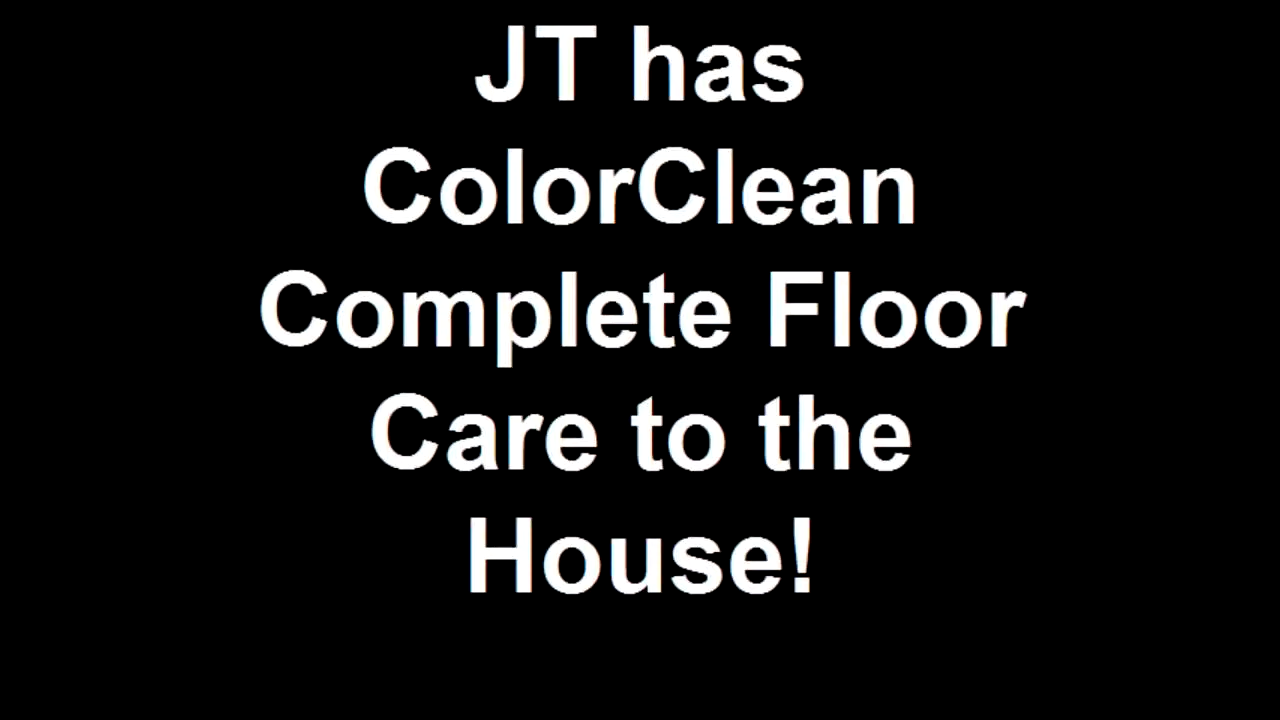 JT has
ColorClean
Complete Floor
Care to the
House!